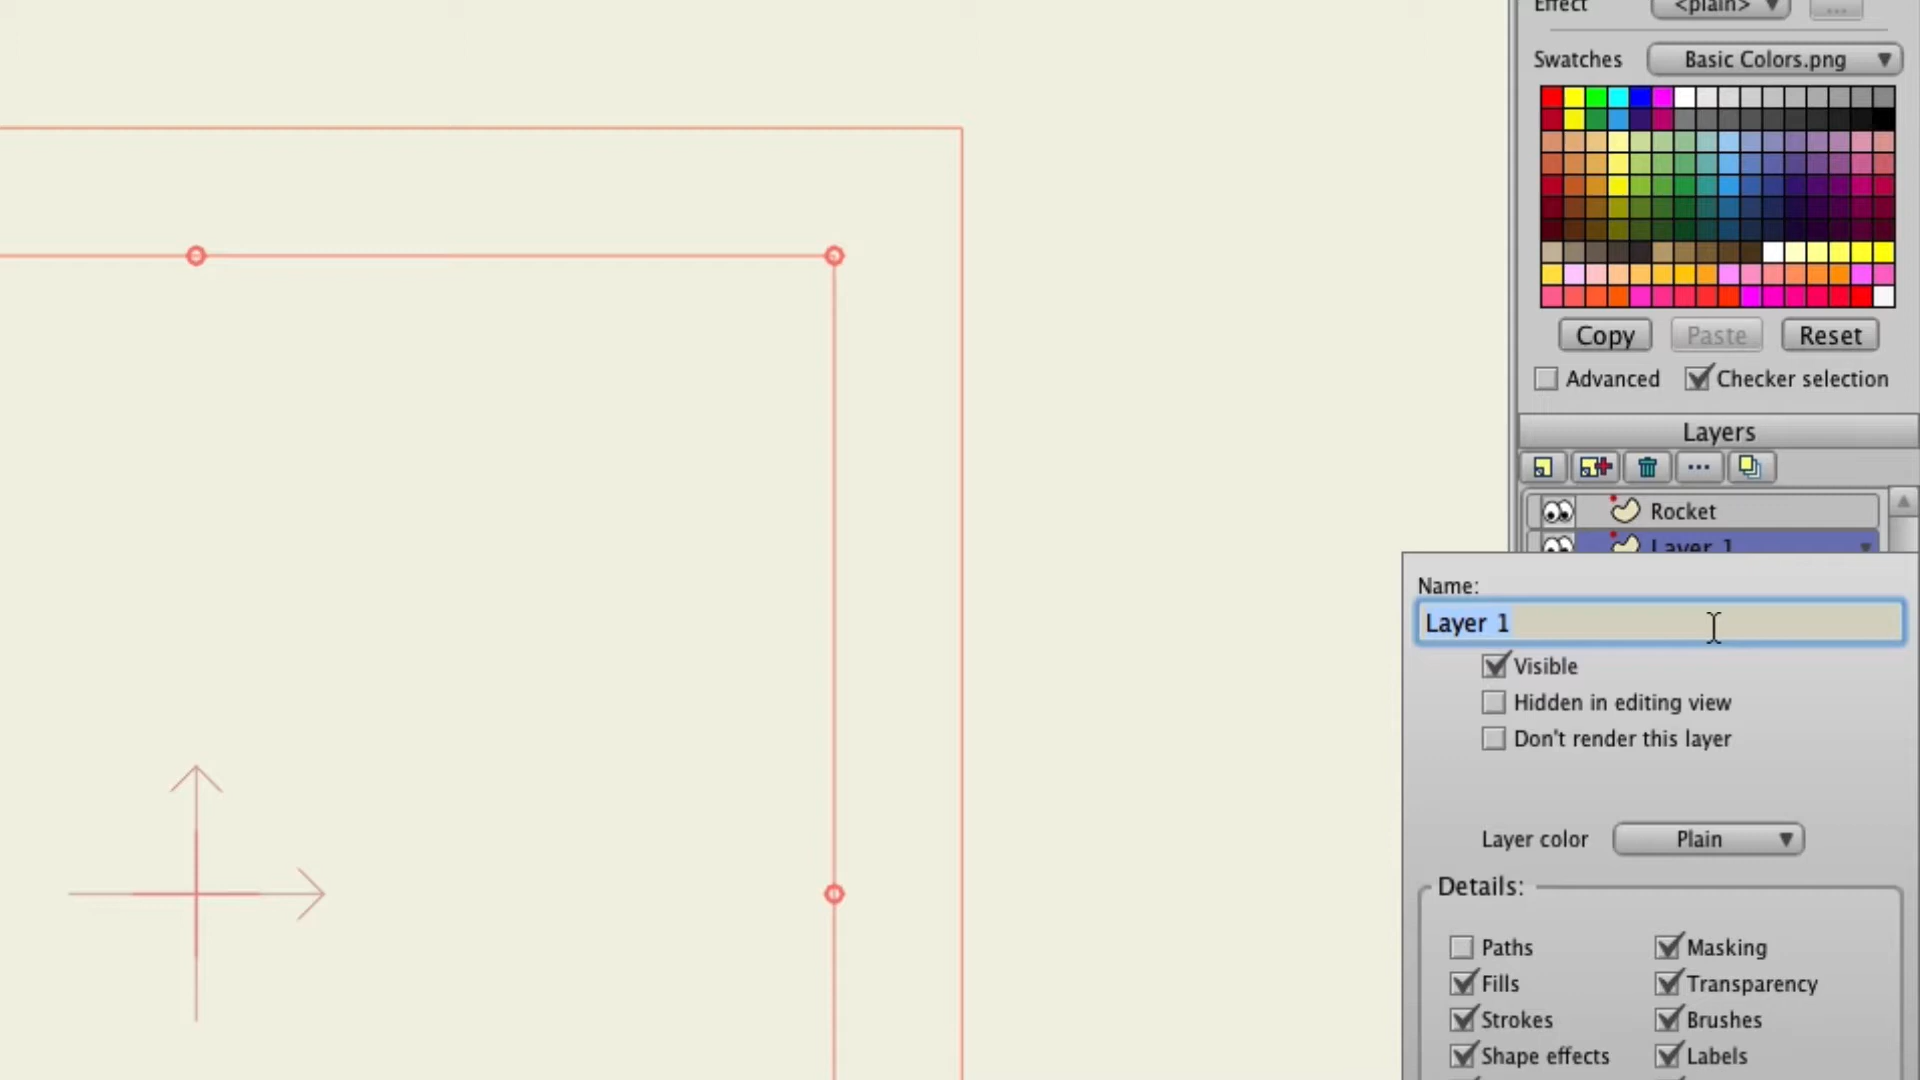 Effect <plain> ...
Swatches Basic Colors.png
Copy Paste Reset
Advanced Checker selection
Layers
Rocket
Layer 1
Name:
Layer 1
Visible
Hidden in editing view
Don't render this layer
Layer color Plain
Details:
Paths Masking
Fills Transparency
Strokes Brushes
Shape effects Labels